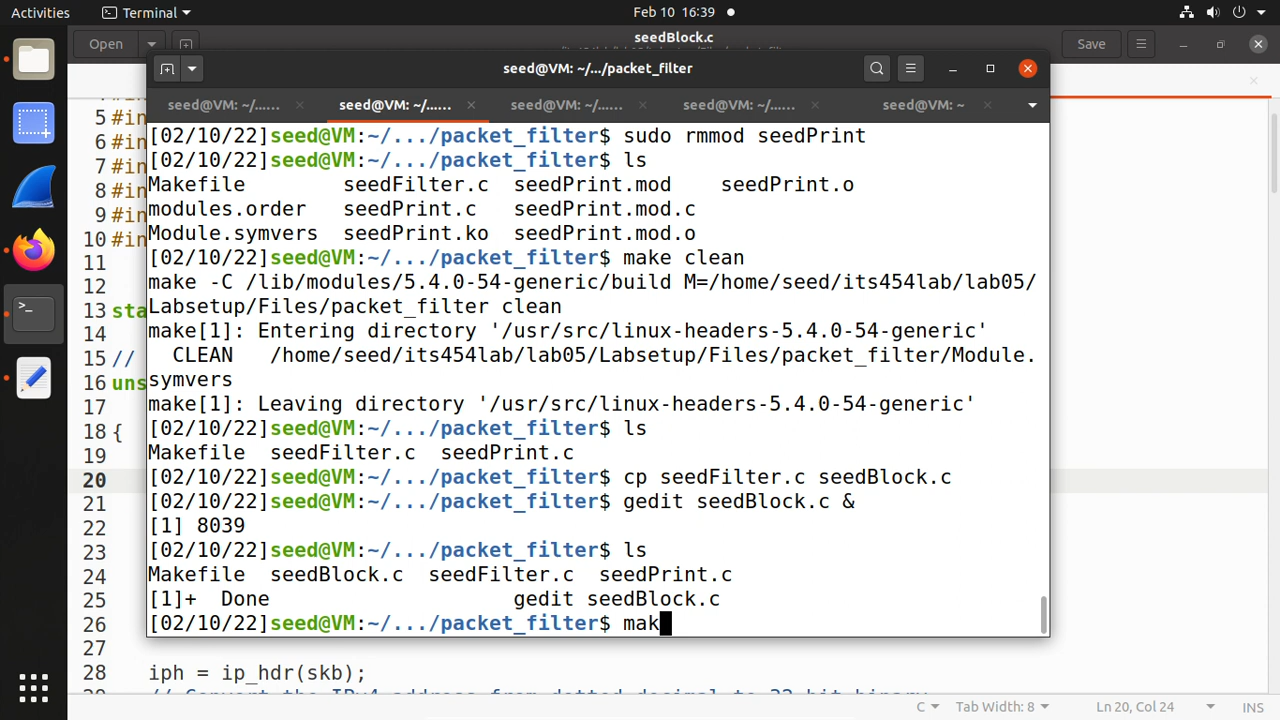 Activities Terminal Feb 10 16:39
Open seedBlock.c Save
seed@VM: ~/.../packet_filter
seed@VM: ~/...... seed@VM: ~/...... seed@VM: ~/...... seed@VM: ~/...... seed@VM: ~
[02/10/22]seed@VM:~/.../packet_filter$ sudo rmmod seedPrint
[02/10/22]seed@VM:~/.../packet_filter$ ls
Makefile seedFilter.c seedPrint.mod seedPrint.o
modules.order seedPrint.c seedPrint.mod.c
Module.symvers seedPrint.ko seedPrint.mod.o
[02/10/22]seed@VM:~/.../packet_filter$ make clean
make -C /lib/modules/5.4.0-54-generic/build M=/home/seed/its454lab/lab05/
Labsetup/Files/packet_filter clean
make[1]: Entering directory '/usr/src/linux-headers-5.4.0-54-generic'
CLEAN /home/seed/its454lab/lab05/Labsetup/Files/packet_filter/Module.
symvers
make[1]: Leaving directory '/usr/src/linux-headers-5.4.0-54-generic'
[02/10/22]seed@VM:~/.../packet_filter$ ls
Makefile seedFilter.c seedPrint.c
[02/10/22]seed@VM:~/.../packet_filter$ cp seedFilter.c seedBlock.c
[02/10/22]seed@VM:~/.../packet_filter$ gedit seedBlock.c &
[1] 8039
[02/10/22]seed@VM:~/.../packet_filter$ ls
Makefile seedBlock.c seedFilter.c seedPrint.c
[1]+ Done gedit seedBlock.c
[02/10/22]seed@VM:~/.../packet_filter$ mak
5 #in
6 #in
7 #in
8 #in
9 #in
10 #in
11
12
13 sta
14
15 //
16 uns
17
18 {
19
20
21
22
23
24
25
26
27
28 iph = ip_hdr(skb);
C Tab Width: 8 Ln 20, Col 24 INS